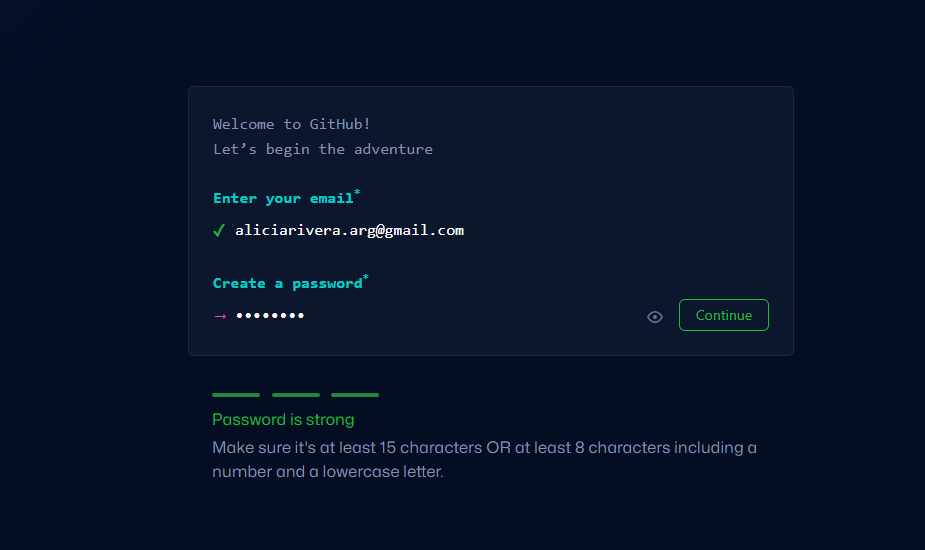 Welcome to GitHub!
Let’s begin the adventure
Enter your email*
✓ aliciarivera.arg@gmail.com
Create a password*
→ ••••••••
Continue
Password is strong
Make sure it's at least 15 characters OR at least 8 characters including a
number and a lowercase letter.